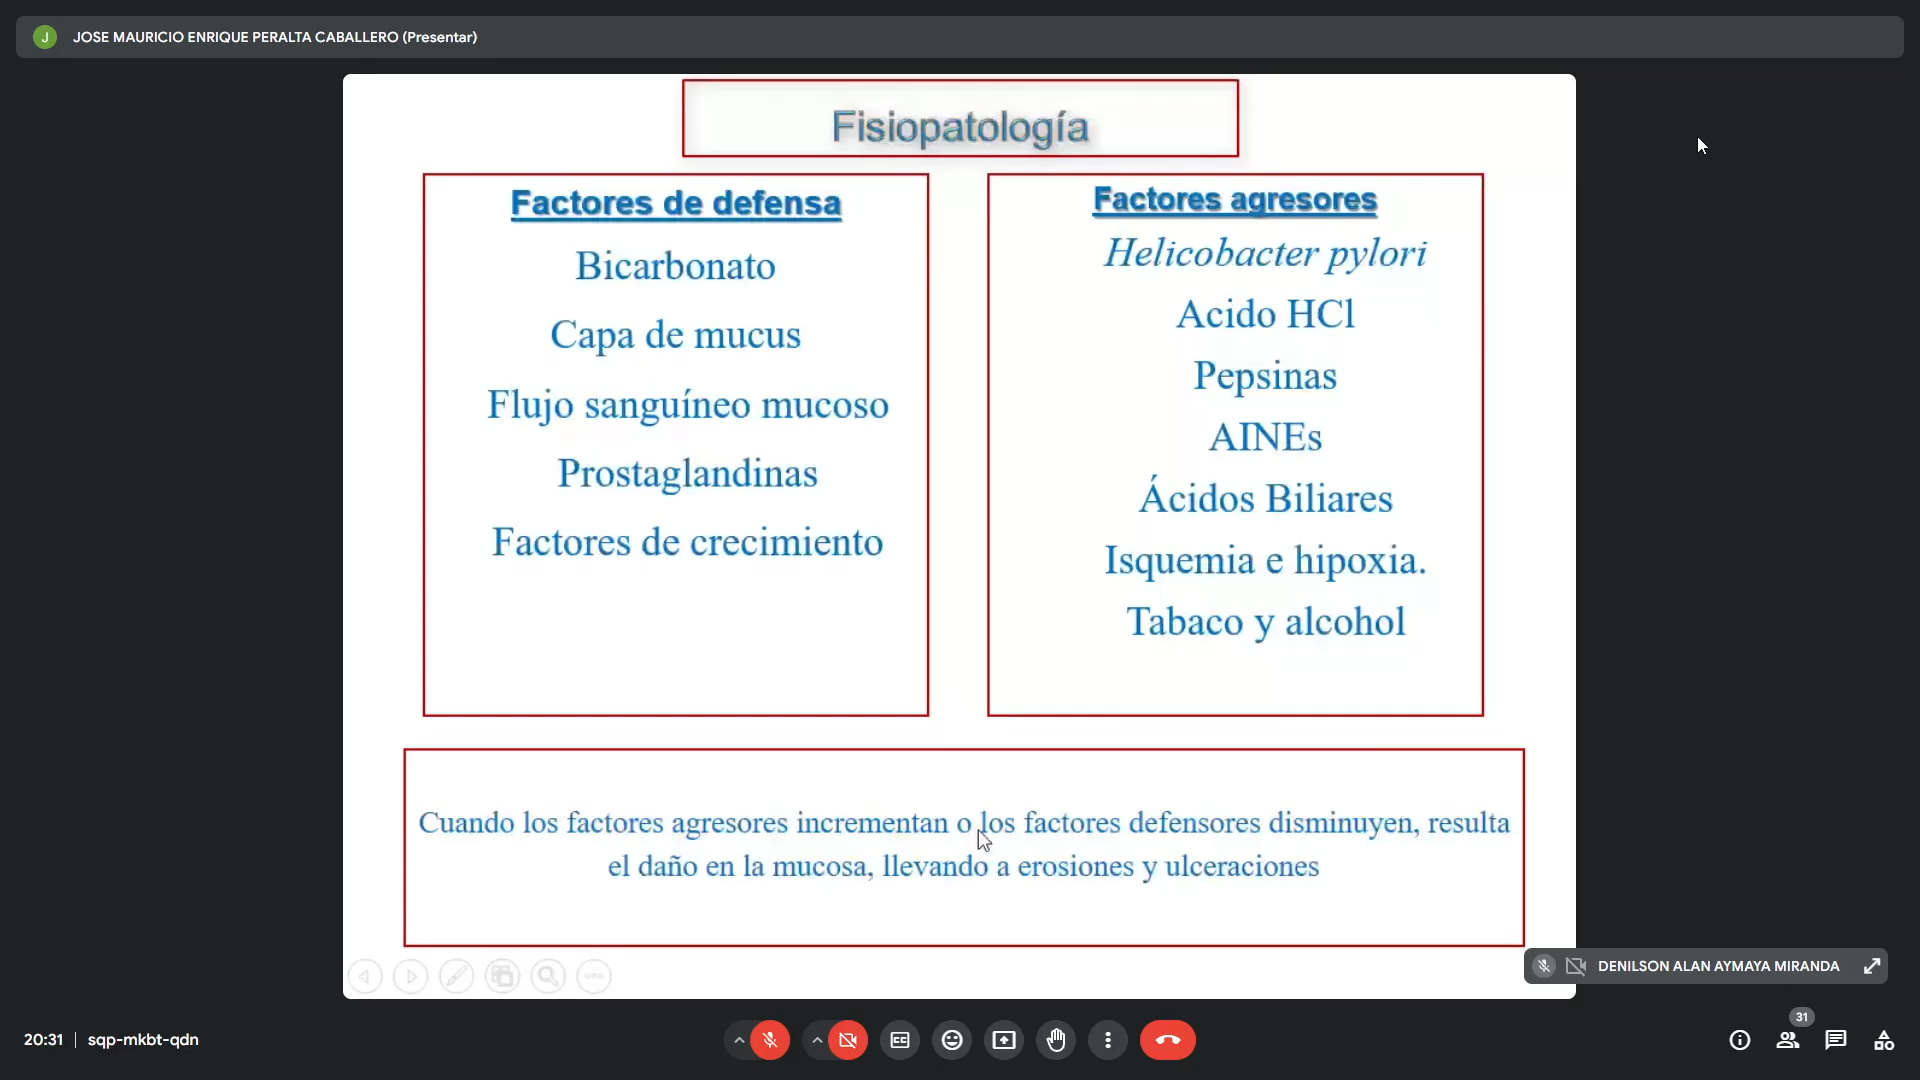 J JOSE MAURICIO ENRIQUE PERALTA CABALLERO (Presentar)
Fisiopatología
Factores de defensa
Bicarbonato
Capa de mucus
Flujo sanguíneo mucoso
Prostaglandinas
Factores de crecimiento
Factores agresores
Helicobacter pylori
Acido HCl
Pepsinas
AINEs
Ácidos Biliares
Isquemia e hipoxia.
Tabaco y alcohol
Cuando los factores agresores incrementan o los factores defensores disminuyen, resulta
el daño en la mucosa, llevando a erosiones y ulceraciones
DENILSON ALAN AYMAYA MIRANDA
20:31 | sqp-mkbt-qdn
CC
31